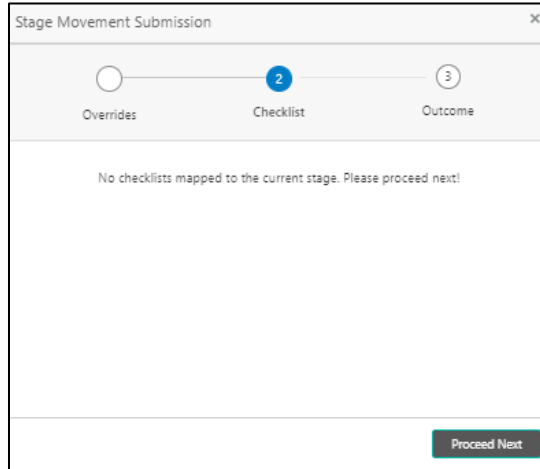 Stage Movement Submission
×
2
3
Overrides
Checklist
Outcome
No checklists mapped to the current stage. Please proceed next!
Proceed Next